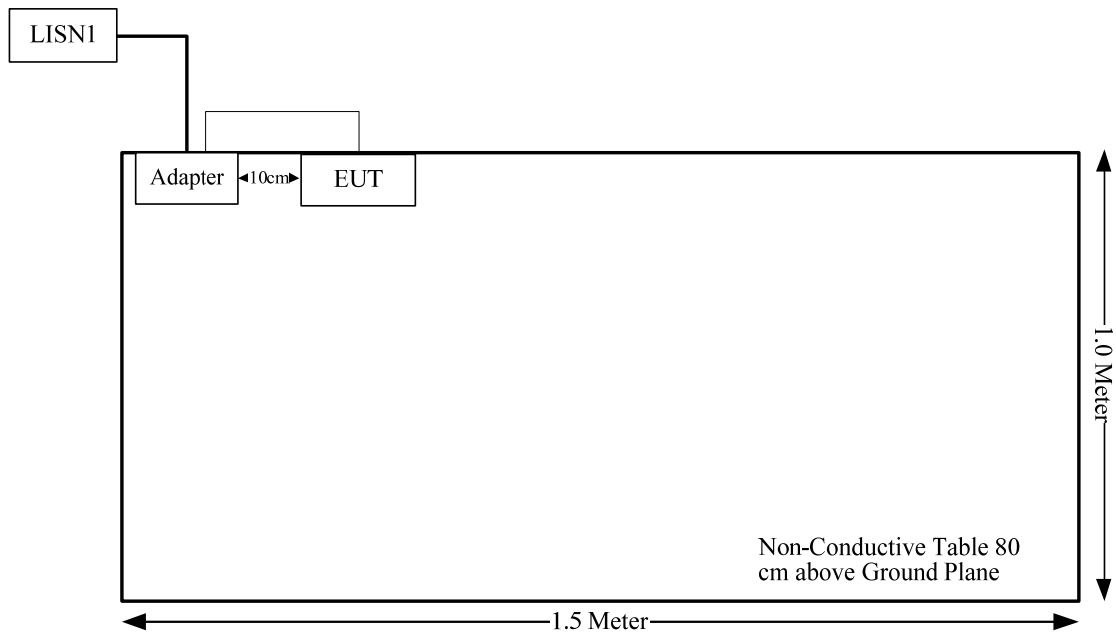 LISN1
Adapter
10cm
EUT
1.0 Meter
Non-Conductive Table 80
cm above Ground Plane
1.5 Meter